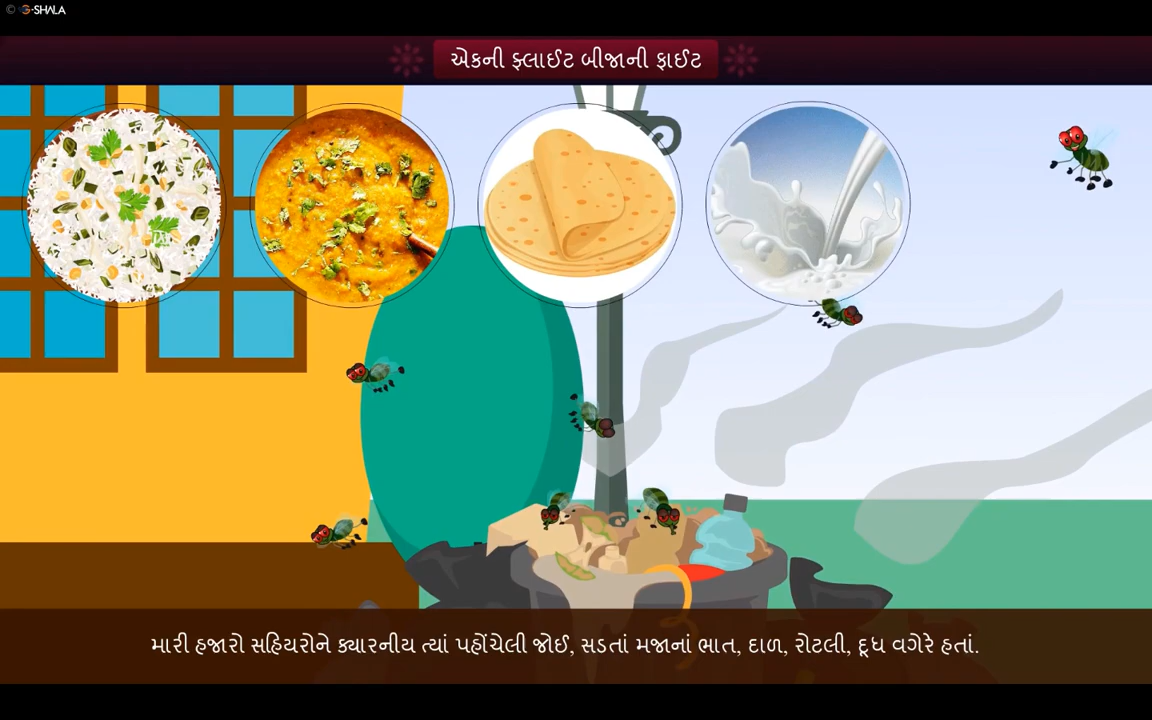 © G-SHALA
એકની ફ્લાઈટ બીજાની ફાઈટ
મારી હજારો સહિયરોને ક્યારનીય ત્યાં પહોંચેલી જોઈ, સડતાં મજાનાં ભાત, દાળ, રોટલી, દૂધ વગેરે હતાં.